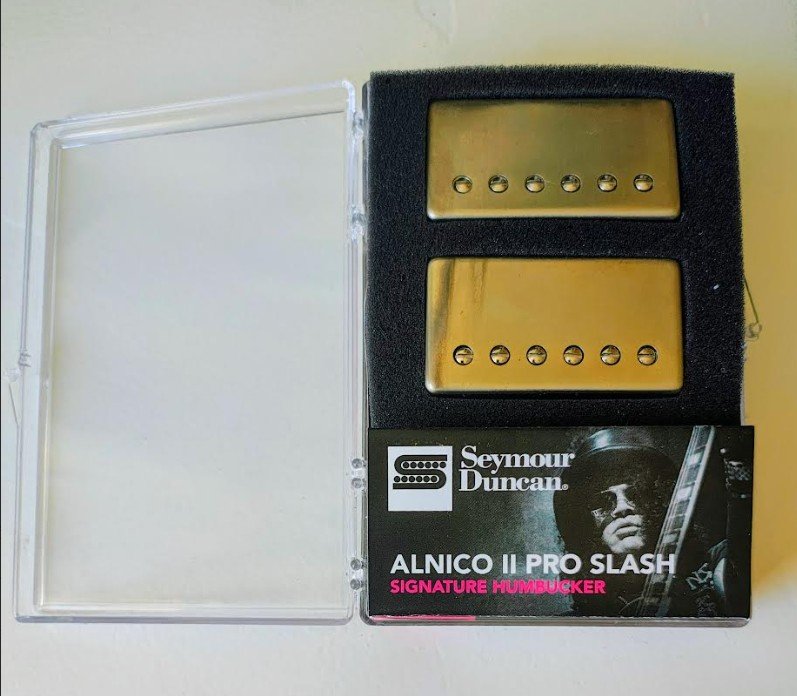 Seymour
Duncan®
ALNICO II PRO SLASH
SIGNATURE HUMBUCKER